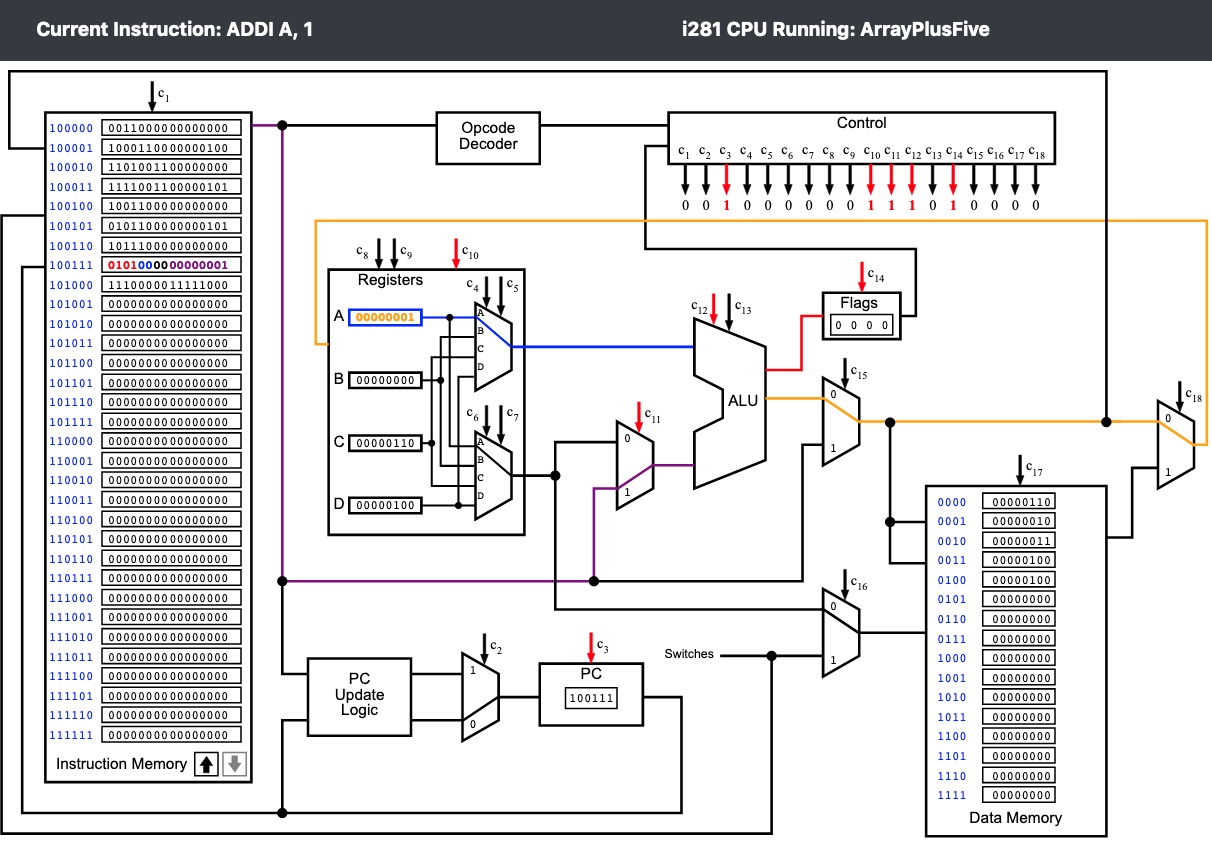 Current Instruction: ADDI A, 1
i281 CPU Running: ArrayPlusFive
c1
100000 0011000000000000
100001 1000110000000100
100010 1101001100000000
100011 1111001100000101
100100 1001100000000000
100101 0101100000000101
100110 1011100000000000
100111 0101000000000001
101000 1110000011111000
101001 0000000000000000
101010 0000000000000000
101011 0000000000000000
101100 0000000000000000
101101 0000000000000000
101110 0000000000000000
101111 0000000000000000
110000 0000000000000000
110001 0000000000000000
110010 0000000000000000
110011 0000000000000000
110100 0000000000000000
110101 0000000000000000
110110 0000000000000000
110111 0000000000000000
111000 0000000000000000
111001 0000000000000000
111010 0000000000000000
111011 0000000000000000
111100 0000000000000000
111101 0000000000000000
111110 0000000000000000
111111 0000000000000000
Instruction Memory
Opcode
Decoder
Control
c1 c2 c3 c4 c5 c6 c7 c8 c9 c10 c11 c12 c13 c14 c15 c16 c17 c18
0 0 1 0 0 0 0 0 0 1 1 1 0 1 0 0 0 0
c8 c9 c10
Registers
c4 c5
A 00000001
B 00000000
C 00000110
D 00000100
A
B
C
D
c6 c7
A
B
C
D
c11
0
1
c12 c13
ALU
c14
Flags
0 0 0 0
c15
0
1
c18
0
1
c16
0
1
Switches
c17
0000 00000110
0001 00000010
0010 00000011
0011 00000100
0100 00000100
0101 00000000
0110 00000000
0111 00000000
1000 00000000
1001 00000000
1010 00000000
1011 00000000
1100 00000000
1101 00000000
1110 00000000
1111 00000000
Data Memory
PC
Update
Logic
c2
1
0
c3
PC
100111